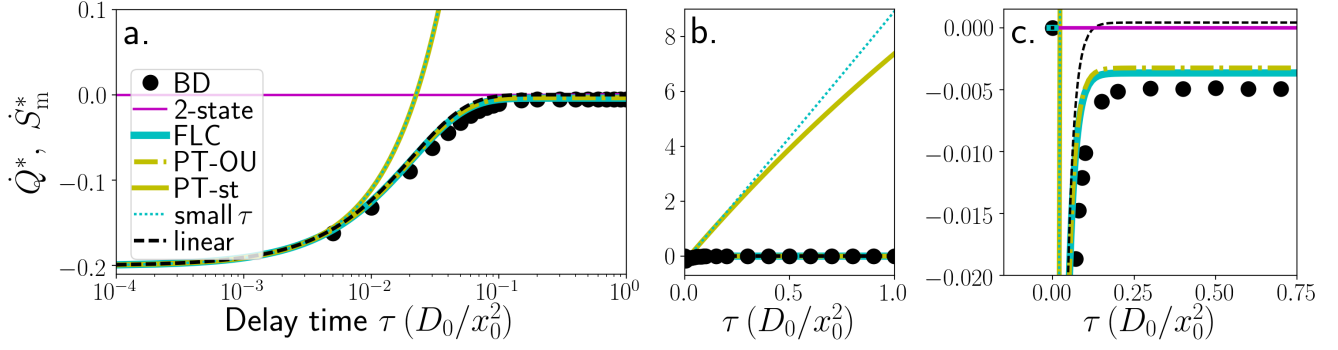 a.
0.1
0.0
−0.1
−0.2
Q̇*, Ṡ*m
BD
2-state
FLC
PT-OU
PT-st
small τ
linear
10⁻⁴ 10⁻³ 10⁻² 10⁻¹ 10⁰
Delay time τ (D₀/x₀²)
b.
8
6
4
2
0
0.0 0.5 1.0
τ (D₀/x₀²)
c.
0.000
−0.005
−0.010
−0.015
−0.020
0.00 0.25 0.50 0.75
τ (D₀/x₀²)